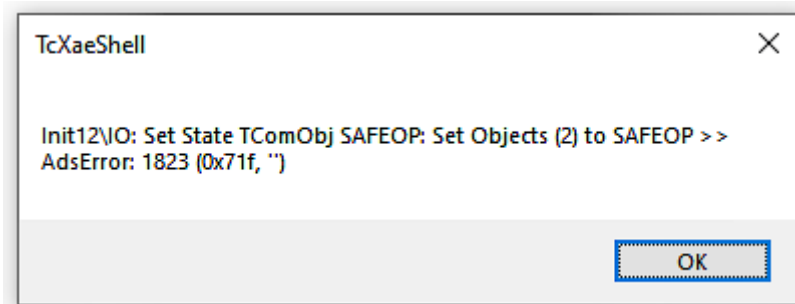 TcXaeShell
Init12\IO: Set State TComObj SAFEOP: Set Objects (2) to SAFEOP >>
AdsError: 1823 (0x71f, '')
OK